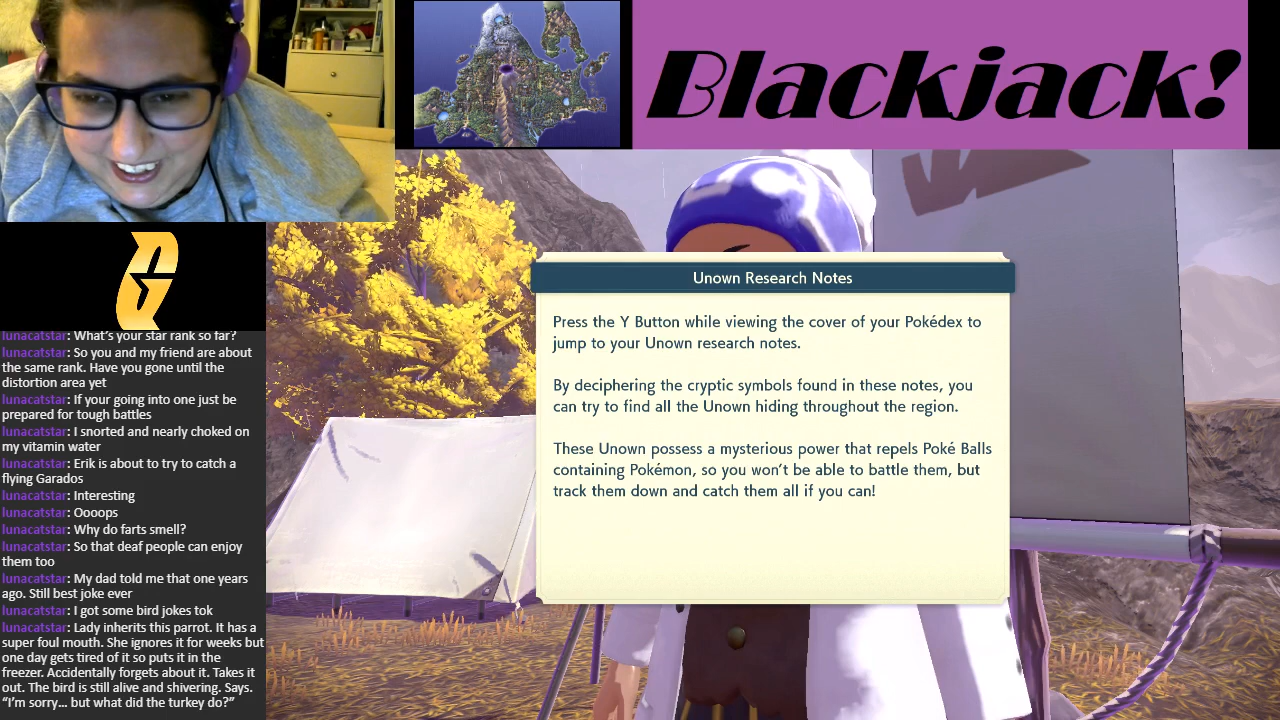 Blackjack!
lunacatstar: What's your star rank so far?
lunacatstar: So you and my friend are about
the same rank. Have you gone until the
distortion area yet
lunacatstar: If your going into one just be
prepared for tough battles
lunacatstar: I snorted and nearly choked on
my vitamin water
lunacatstar: Erik is about to try to catch a
flying Garados
lunacatstar: Interesting
lunacatstar: Oooops
lunacatstar: Why do farts smell?
lunacatstar: So that deaf people can enjoy
them too
lunacatstar: My dad told me that one years
ago. Still best joke ever
lunacatstar: I got some bird jokes tok
lunacatstar: Lady inherits this parrot. It has a
super foul mouth. She ignores it for weeks but
one day gets tired of it so puts it in the
freezer. Accidentally forgets about it. Takes it
out. The bird is still alive and shivering. Says.
“I'm sorry... but what did the turkey do?”
Unown Research Notes
Press the Y Button while viewing the cover of your Pokédex to
jump to your Unown research notes.
By deciphering the cryptic symbols found in these notes, you
can try to find all the Unown hiding throughout the region.
These Unown possess a mysterious power that repels Poké Balls
containing Pokémon, so you won't be able to battle them, but
track them down and catch them all if you can!